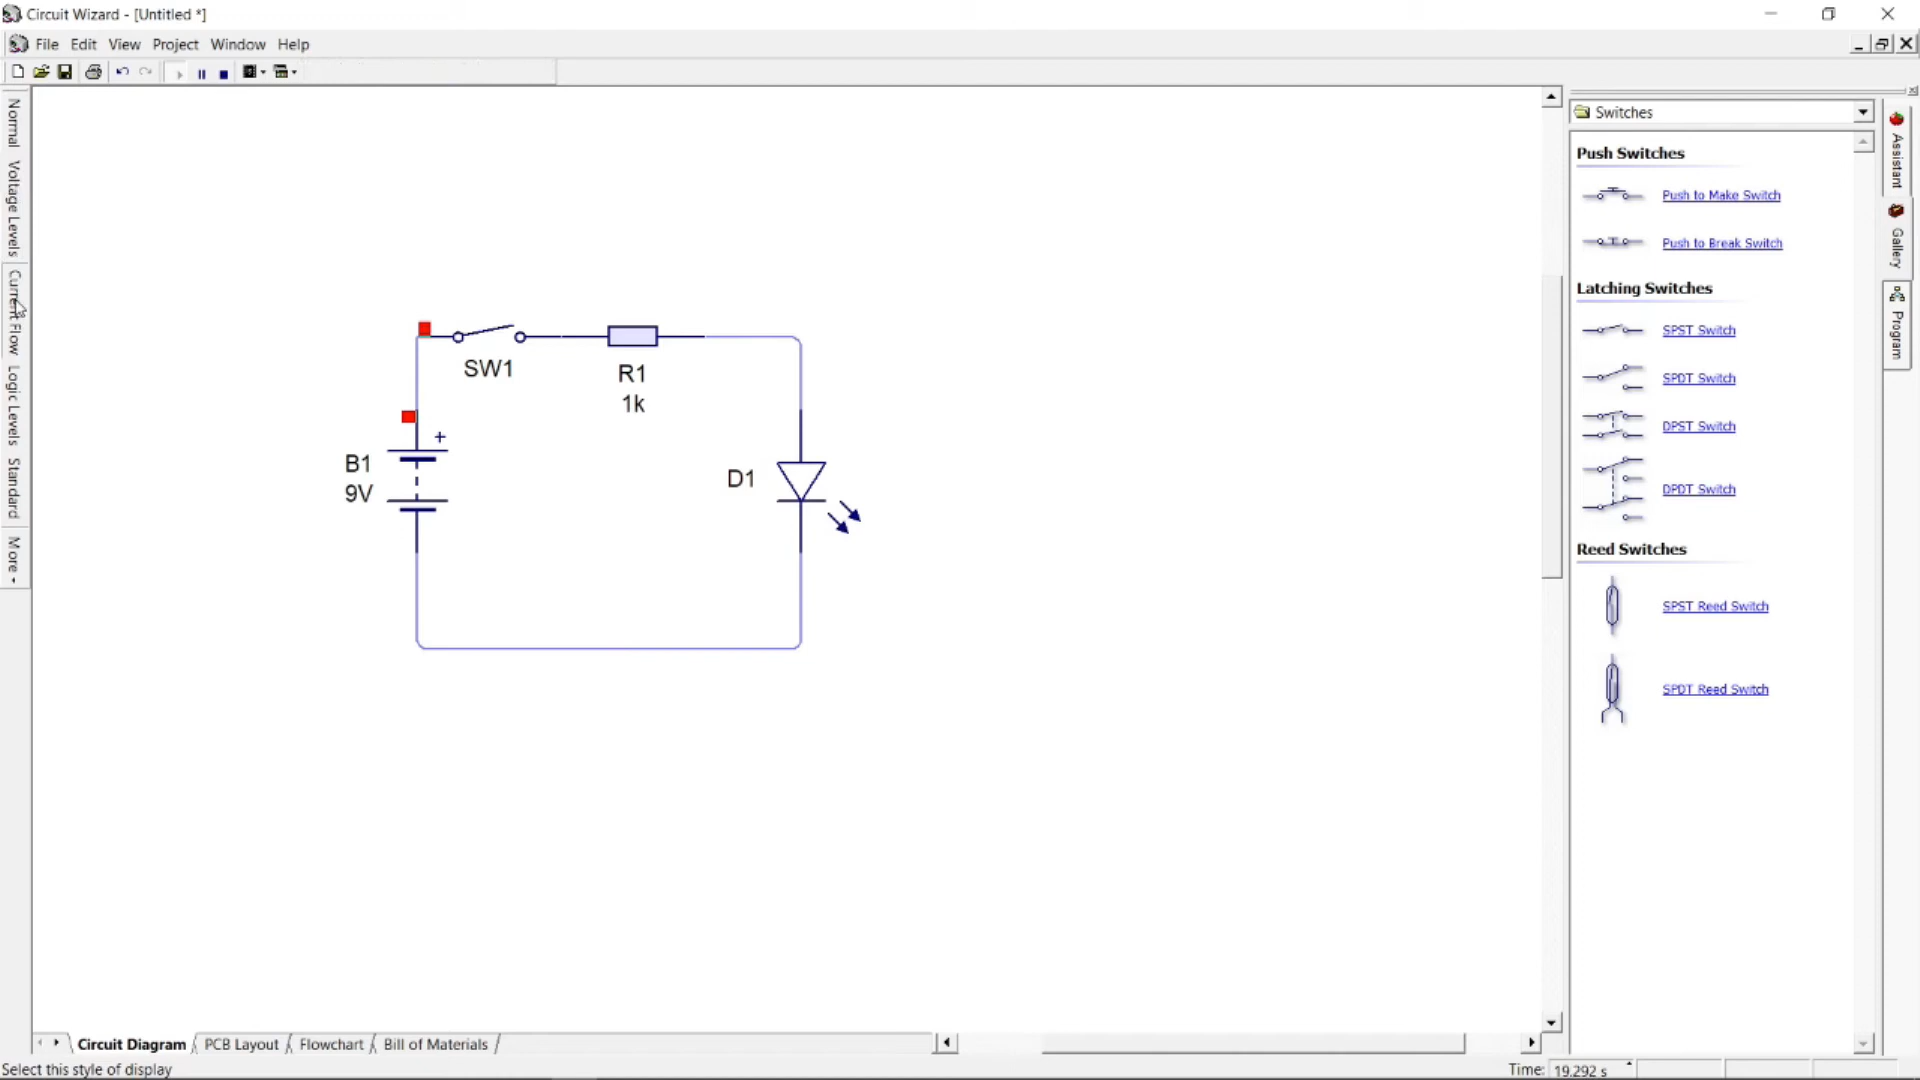 Circuit Wizard - [Untitled *]
File Edit View Project Window Help
Normal
Voltage Levels
Current Flow
Logic Levels
Standard
More
SW1
R1
1k
+
B1
9V
D1
Switches
Push Switches
Push to Make Switch
Push to Break Switch
Latching Switches
SPST Switch
SPDT Switch
DPST Switch
DPDT Switch
Reed Switches
SPST Reed Switch
SPDT Reed Switch
Assistant
Gallery
Program
Circuit Diagram PCB Layout Flowchart Bill of Materials
Select this style of display
Time: 19.292 s